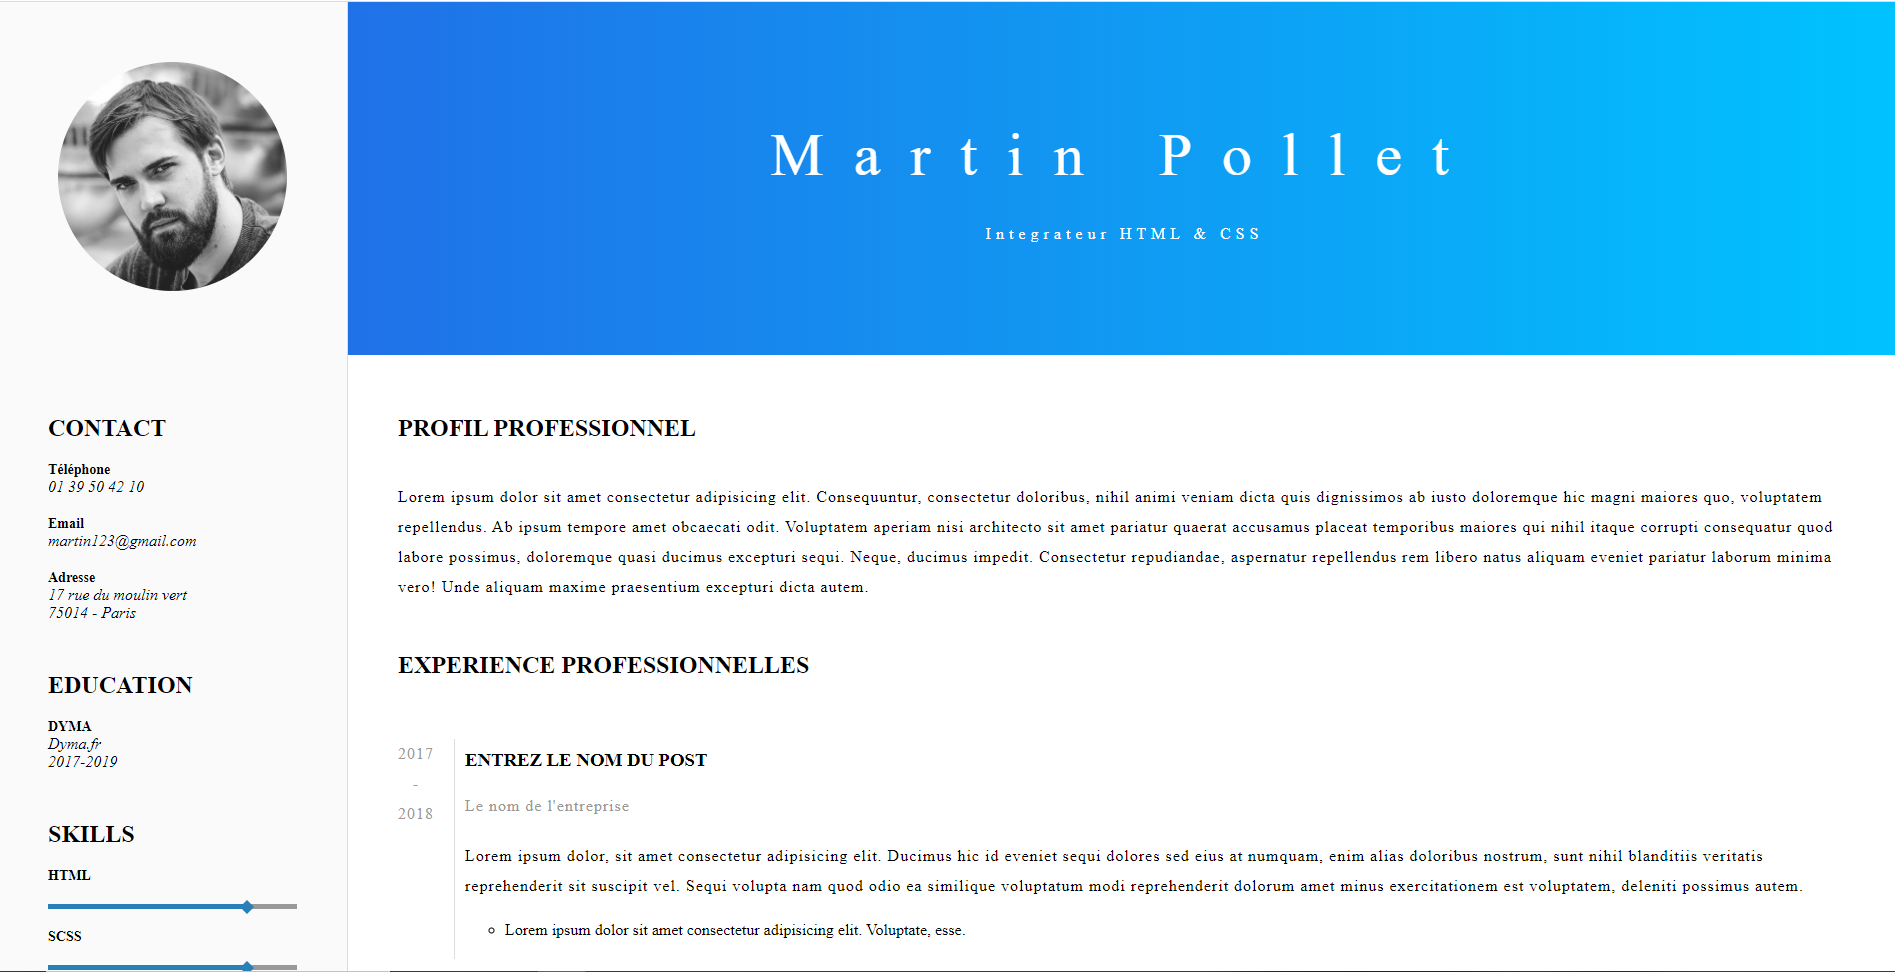 Martin Pollet
Integrateur HTML & CSS
CONTACT
Téléphone
01 39 50 42 10
Email
martin123@gmail.com
Adresse
17 rue du moulin vert
75014 - Paris
EDUCATION
DYMA
Dyma.fr
2017-2019
SKILLS
HTML
SCSS
PROFIL PROFESSIONNEL
Lorem ipsum dolor sit amet consectetur adipisicing elit. Consequuntur, consectetur doloribus, nihil animi veniam dicta quis dignissimos ab iusto doloremque hic magni maiores quo, voluptatem
repellendus. Ab ipsum tempore amet obcaecati odit. Voluptatem aperiam nisi architecto sit amet pariatur quaerat accusamus placeat temporibus maiores qui nihil itaque corrupti consequatur quod
labore possimus, doloremque quasi ducimus excepturi sequi. Neque, ducimus impedit. Consectetur repudiandae, aspernatur repellendus rem libero natus aliquam eveniet pariatur laborum minima
vero! Unde aliquam maxime praesentium excepturi dicta autem.
EXPERIENCE PROFESSIONNELLES
2017
-
2018
ENTREZ LE NOM DU POST
Le nom de l'entreprise
Lorem ipsum dolor, sit amet consectetur adipisicing elit. Ducimus hic id eveniet sequi dolores sed eius at numquam, enim alias doloribus nostrum, sunt nihil blanditiis veritatis
reprehenderit sit suscipit vel. Sequi volupta nam quod odio ea similique voluptatum modi reprehenderit dolorum amet minus exercitationem est voluptatem, deleniti possimus autem.
Lorem ipsum dolor sit amet consectetur adipisicing elit. Voluptate, esse.